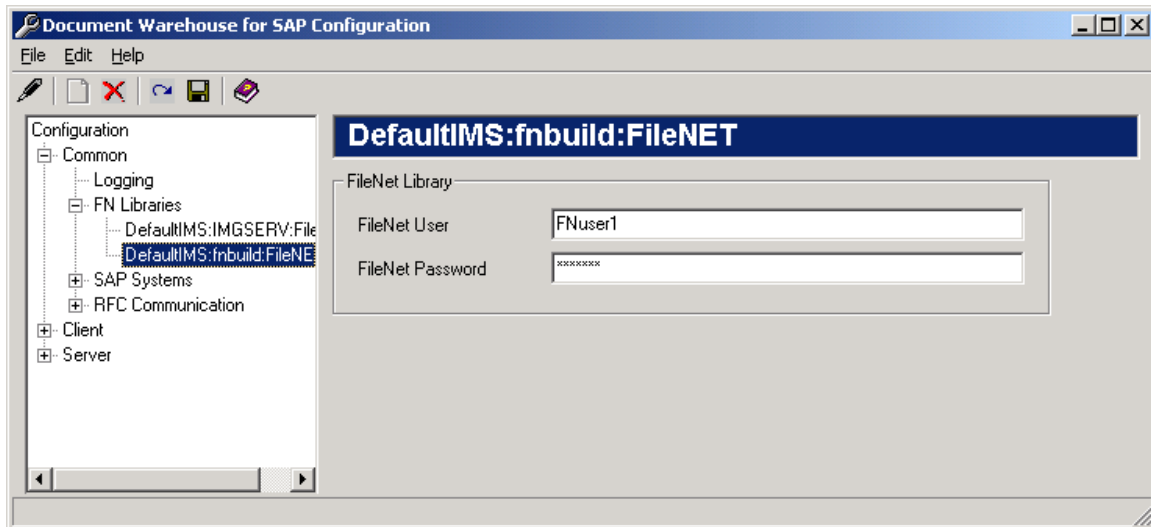 Document Warehouse for SAP Configuration
File Edit Help
Configuration
Common
Logging
FN Libraries
DefaultIMS:IMGSERV:File
DefaultIMS:fnbuild:FileNE
SAP Systems
RFC Communication
Client
Server
DefaultIMS:fnbuild:FileNET
FileNet Library
FileNet User FNuser1
FileNet Password *******